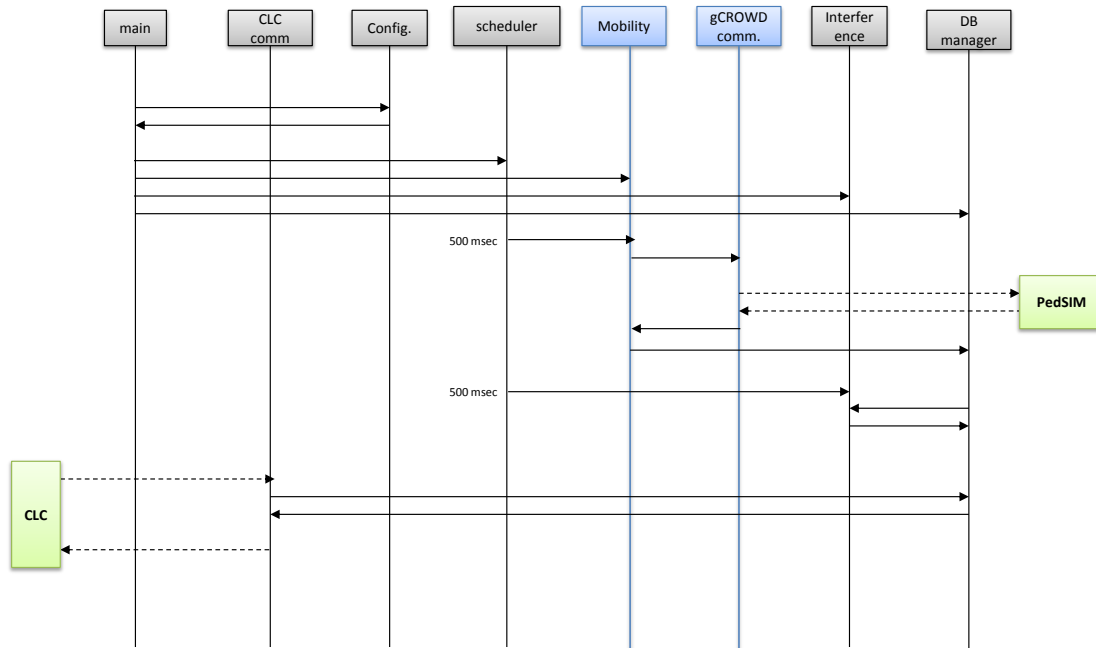 main
CLC
comm
Config.
scheduler
Mobility
gCROWD
comm.
Interfer
ence
DB
manager
500 msec
PedSIM
500 msec
CLC